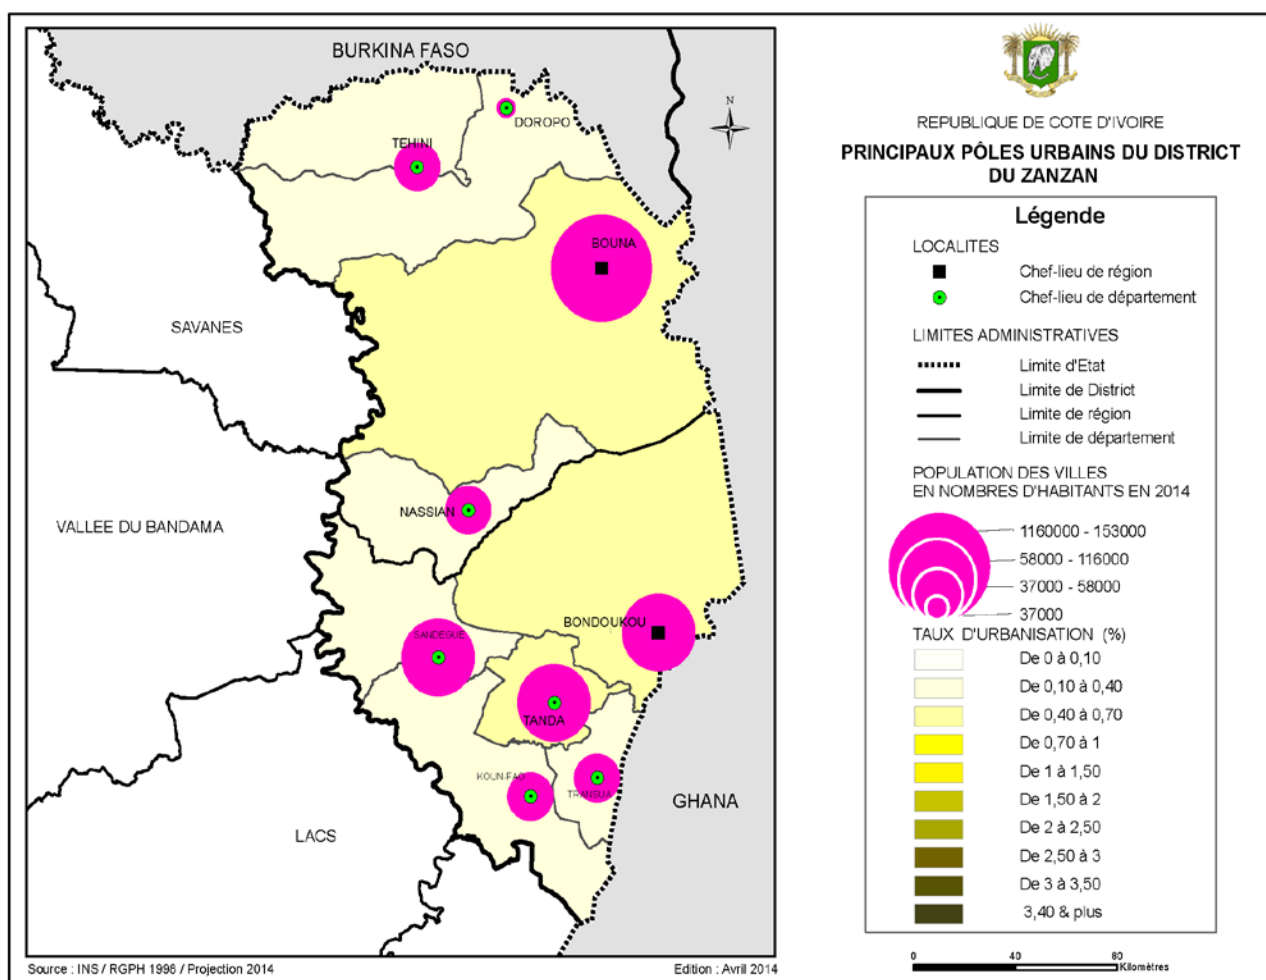 BURKINA FASO
DOROPO
TEHINI
BOUNA
SAVANES
NASSIAN
VALLEE DU BANDAMA
BONDOUKOU
SANDEGUE
TANDA
KOUN-FAO
TRANSUA
GHANA
LACS
Source : INS / RGPH 1998 / Projection 2014
Edition : Avril 2014
N
REPUBLIQUE DE COTE D'IVOIRE
PRINCIPAUX PÔLES URBAINS DU DISTRICT
DU ZANZAN
Légende
LOCALITES
Chef-lieu de région
Chef-lieu de département
LIMITES ADMINISTRATIVES
Limite d'Etat
Limite de District
Limite de région
Limite de département
POPULATION DES VILLES
EN NOMBRES D'HABITANTS EN 2014
1160000 - 153000
58000 - 116000
37000 - 58000
37000
TAUX D'URBANISATION (%)
De 0 à 0,10
De 0,10 à 0,40
De 0,40 à 0,70
De 0,70 à 1
De 1 à 1,50
De 1,50 à 2
De 2 à 2,50
De 2,50 à 3
De 3 à 3,50
3,40 & plus
0 40 80
Kilomètres